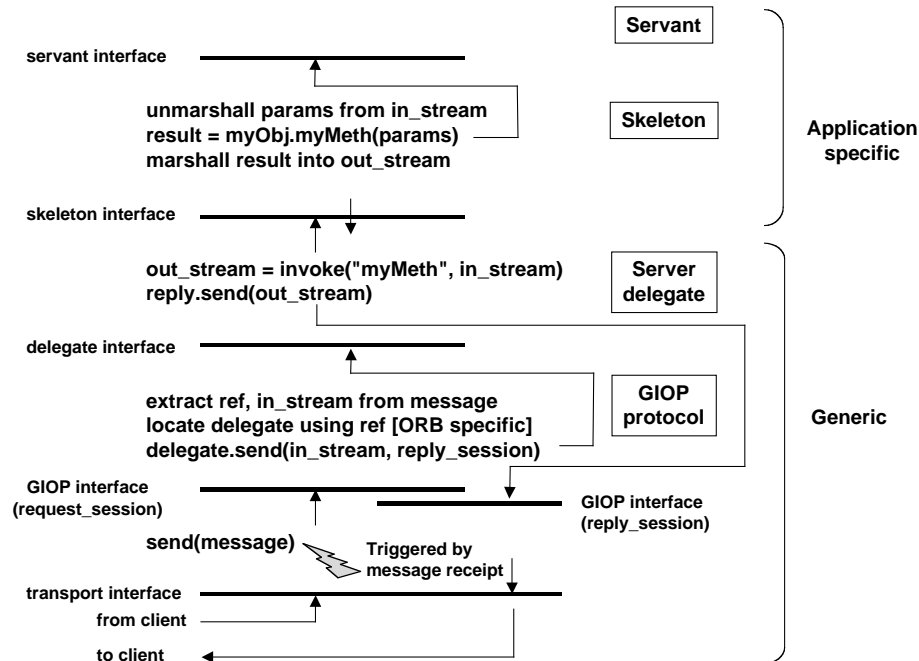 Servant
servant interface
unmarshall params from in_stream
result = myObj.myMeth(params)
marshall result into out_stream
Skeleton
Application
specific
skeleton interface
out_stream = invoke("myMeth", in_stream)
reply.send(out_stream)
Server
delegate
delegate interface
extract ref, in_stream from message
locate delegate using ref [ORB specific]
delegate.send(in_stream, reply_session)
GIOP
protocol
Generic
GIOP interface
(request_session)
GIOP interface
(reply_session)
send(message)
Triggered by
message receipt
transport interface
from client
to client